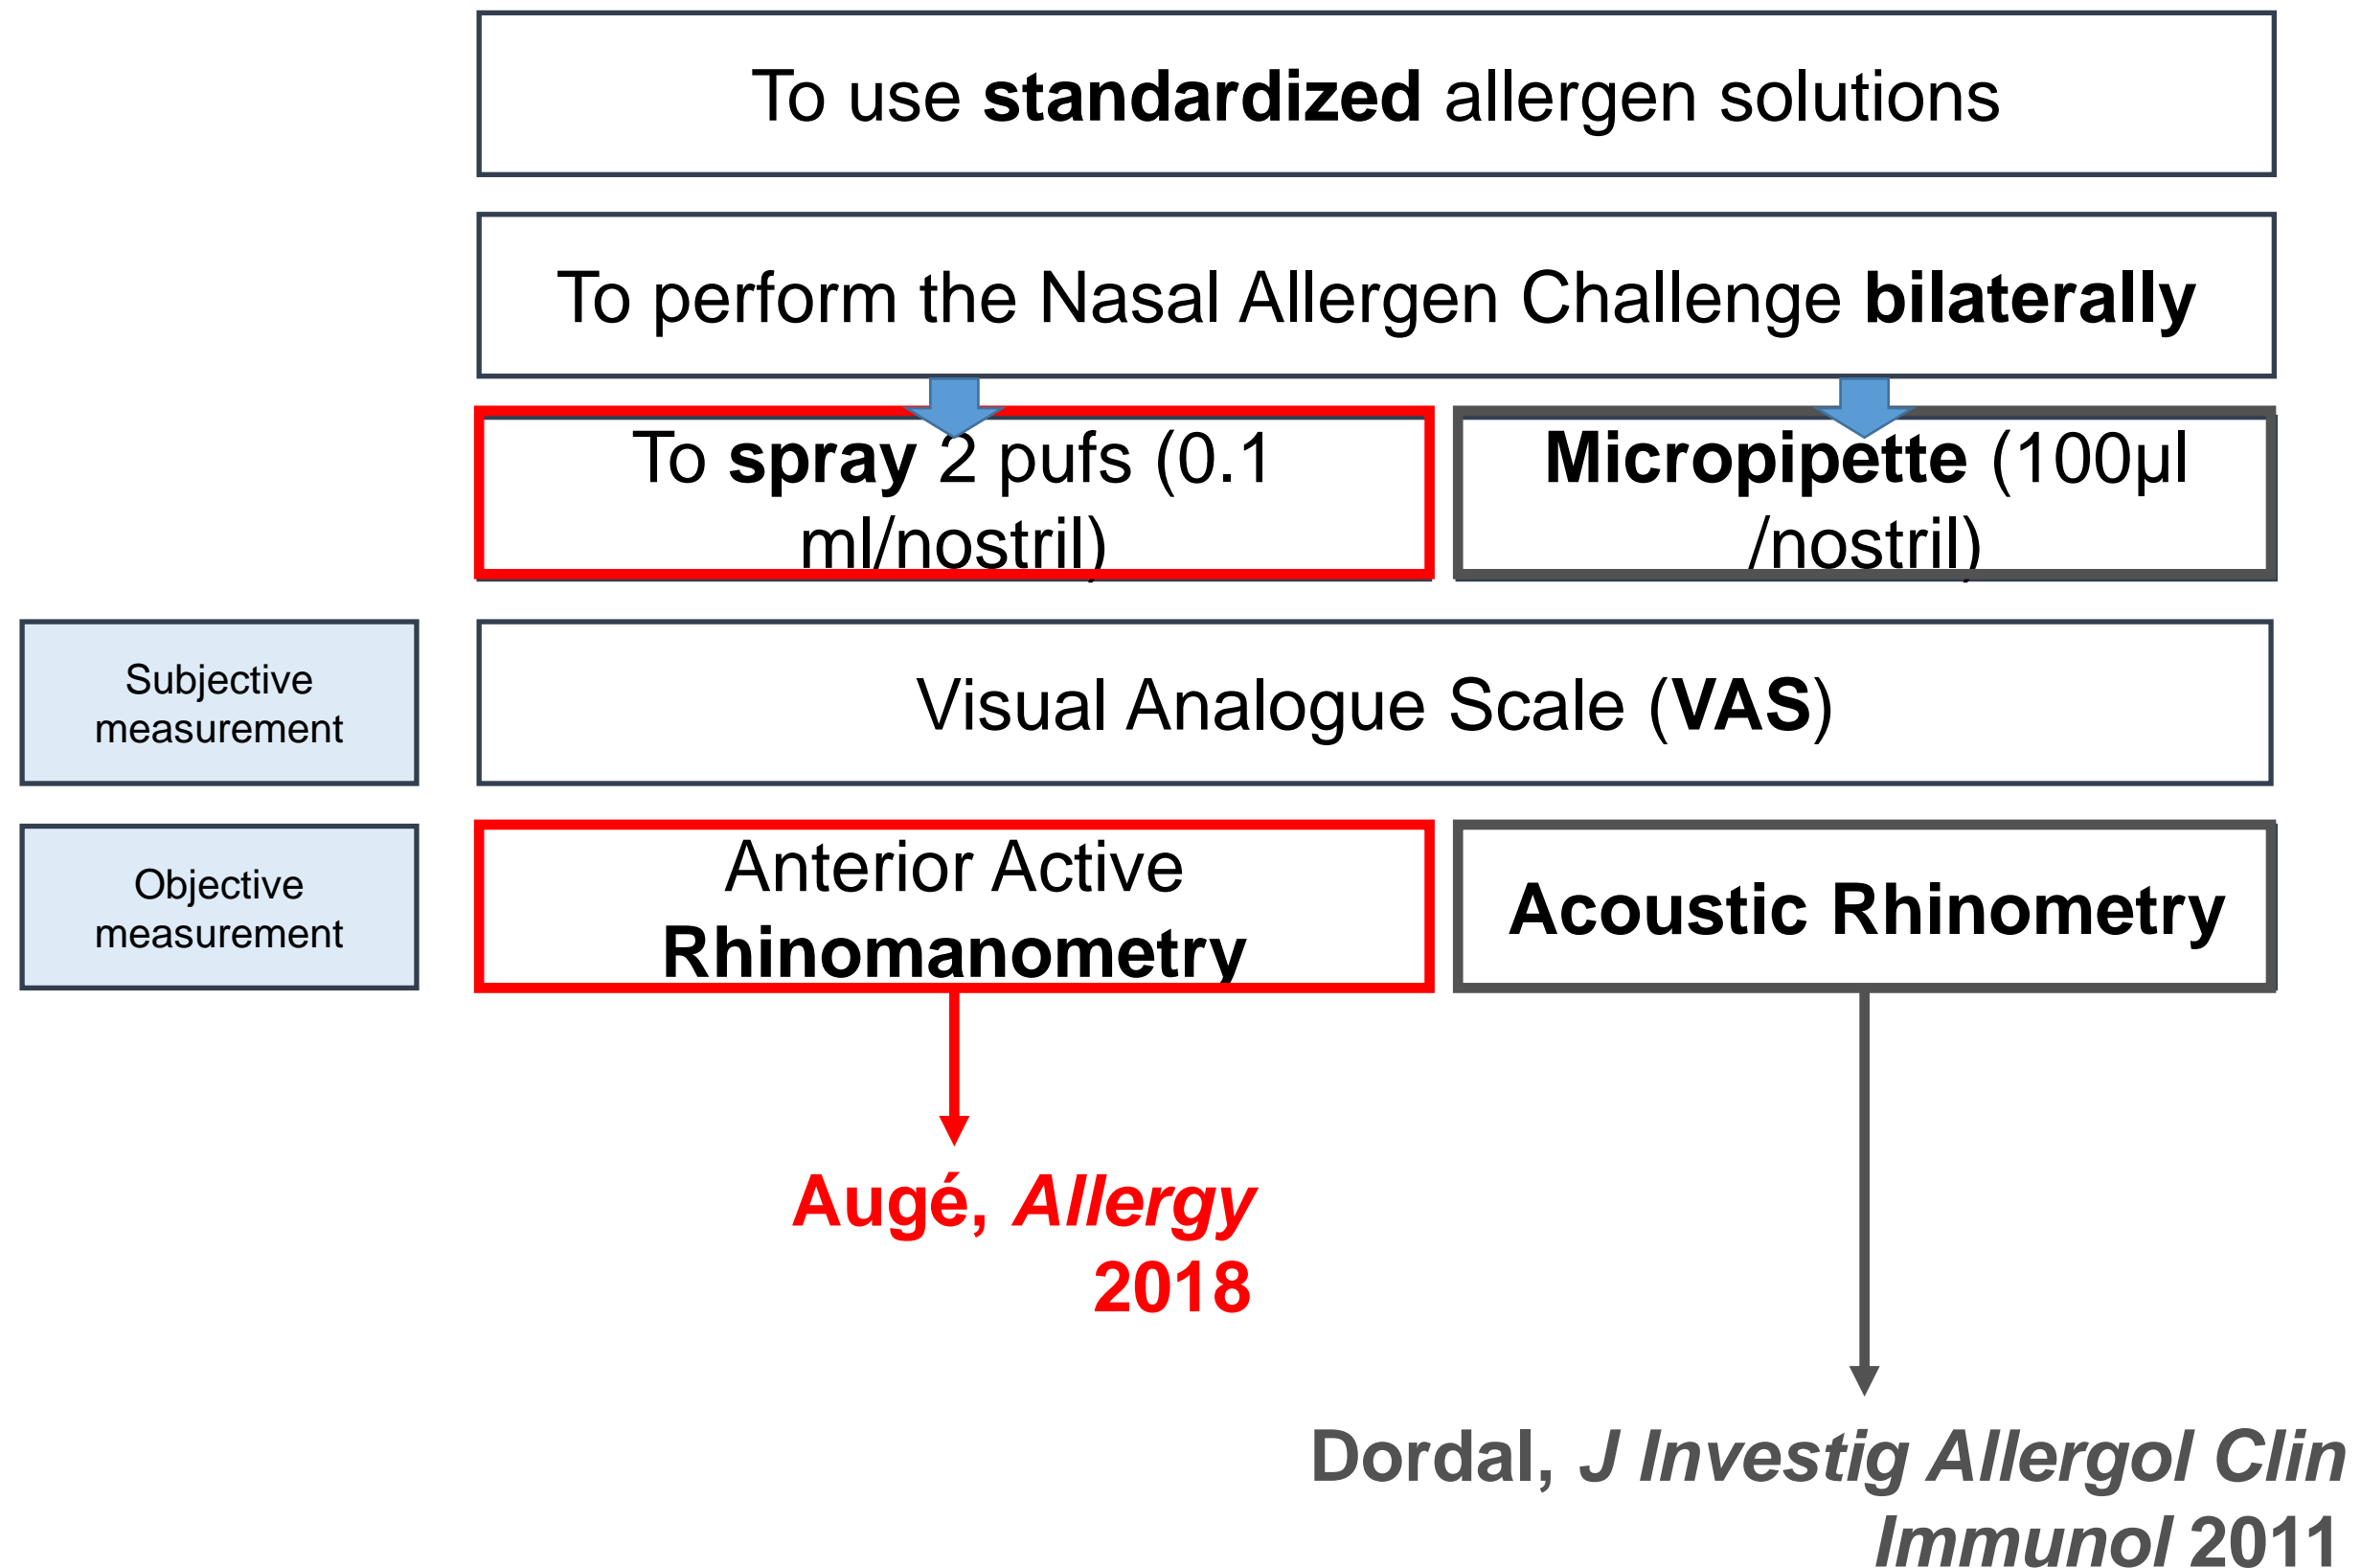 To use standardized allergen solutions
To perform the Nasal Allergen Challenge bilaterally
To spray 2 pufs (0.1
ml/nostril)
Micropipette (100µl
/nostril)
Subjective
measurement
Visual Analogue Scale (VAS)
Objective
measurement
Anterior Active
Rhinomanometry
Acoustic Rhinometry
Augé, Allergy
2018
Dordal, J Investig Allergol Clin
Immunol 2011